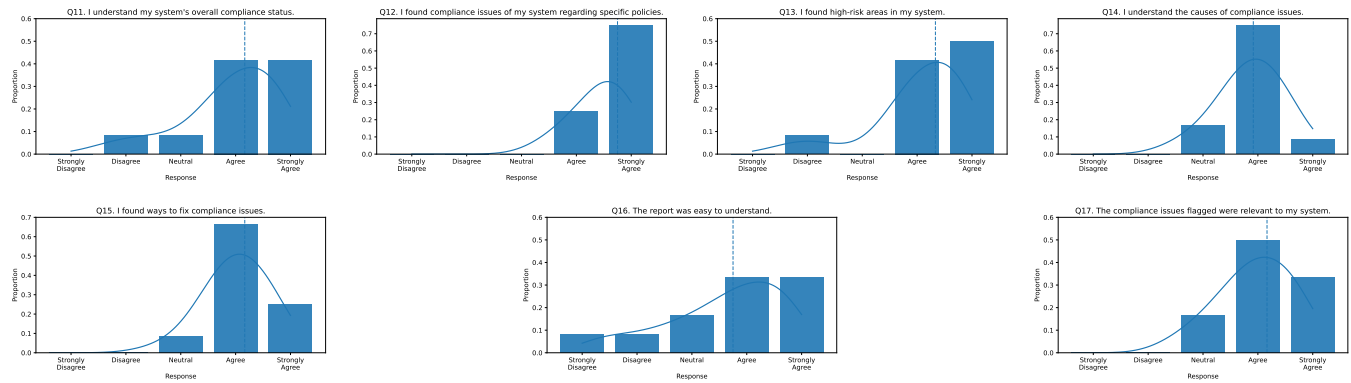 Q11. I understand my system's overall compliance status.
0.6
0.5
0.4
0.3
0.2
0.1
0.0
Proportion
Strongly Disagree Neutral Agree Strongly
Disagree Agree
Response
Q12. I found compliance issues of my system regarding specific policies.
0.7
0.6
0.5
0.4
0.3
0.2
0.1
0.0
Proportion
Strongly Disagree Neutral Agree Strongly
Disagree Agree
Response
Q13. I found high-risk areas in my system.
0.6
0.5
0.4
0.3
0.2
0.1
0.0
Proportion
Strongly Disagree Neutral Agree Strongly
Disagree Agree
Response
Q14. I understand the causes of compliance issues.
0.7
0.6
0.5
0.4
0.3
0.2
0.1
0.0
Proportion
Strongly Disagree Neutral Agree Strongly
Disagree Agree
Response
Q15. I found ways to fix compliance issues.
0.7
0.6
0.5
0.4
0.3
0.2
0.1
0.0
Proportion
Strongly Disagree Neutral Agree Strongly
Disagree Agree
Response
Q16. The report was easy to understand.
0.6
0.5
0.4
0.3
0.2
0.1
0.0
Proportion
Strongly Disagree Neutral Agree Strongly
Disagree Agree
Response
Q17. The compliance issues flagged were relevant to my system.
0.6
0.5
0.4
0.3
0.2
0.1
0.0
Proportion
Strongly Disagree Neutral Agree Strongly
Disagree Agree
Response